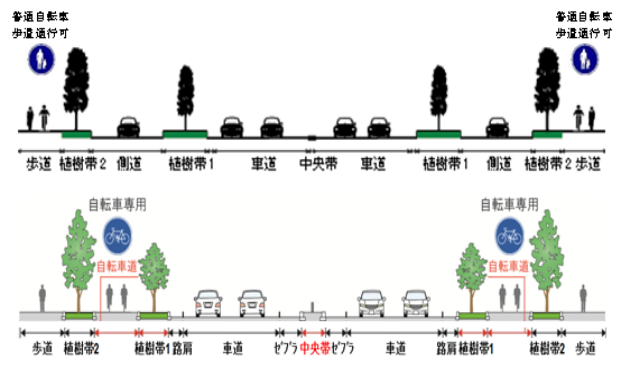 普通自転車 普通自転車
歩道通行可 歩道通行可
歩道 植樹帯2 側道 植樹帯1 車道 中央帯 車道 植樹帯1 側道 植樹帯2 歩道
自転車専用 自転車専用
自転車道 自転車道
歩道 植樹帯2 植樹帯1 路肩 車道 ゼブラ 中央帯 ゼブラ 車道 路肩 植樹帯1 植樹帯2 歩道